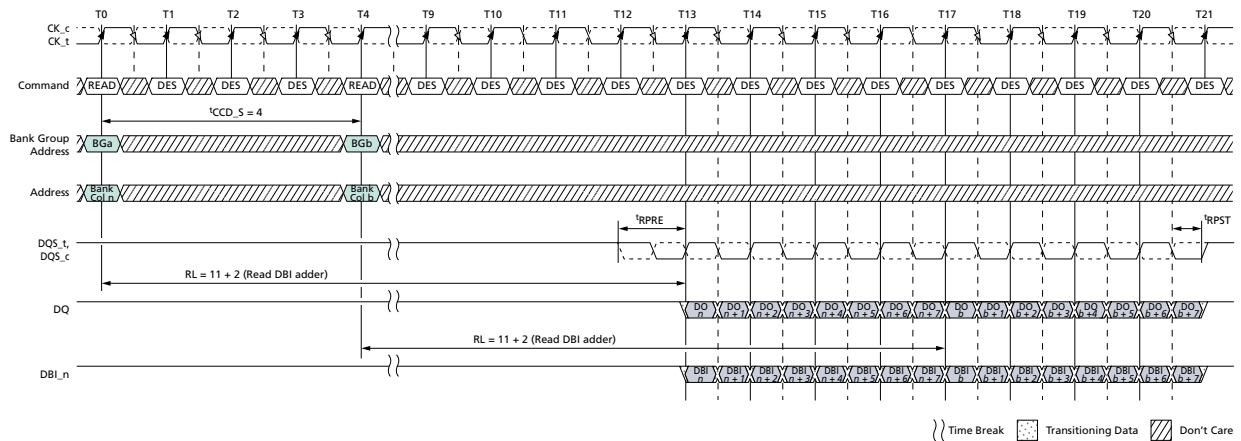 T0 T1 T2 T3 T4 T9 T10 T11 T12 T13 T14 T15 T16 T17 T18 T19 T20 T21
CK_c
CK_t
Command READ DES DES DES READ DES DES DES DES DES DES DES DES DES DES DES DES DES
tCCD_S = 4
Bank Group
Address
BGa BGb
Address
Bank
Col n
Bank
Col b
tRPRE tRPST
DQS_t,
DQS_c
RL = 11 + 2 (Read DBI adder)
DQ
DO DO DO DO DO DO DO DO DO DO DO DO DO DO DO DO
n n + 1 n + 2 n + 3 n + 4 n + 5 n + 6 n + 7 b b + 1 b + 2 b + 3 b +4 b + 5 b + 6 b + 7
RL = 11 + 2 (Read DBI adder)
DBI_n
DBI DBI DBI DBI DBI DBI DBI DBI DBI DBI DBI DBI DBI DBI DBI DBI
n n + 1 n + 2 n + 3 n + 4 n + 5 n + 6 n + 7 b b + 1 b + 2 b + 3 b + 4 b + 5 b + 6 b + 7
Time Break Transitioning Data Don't Care